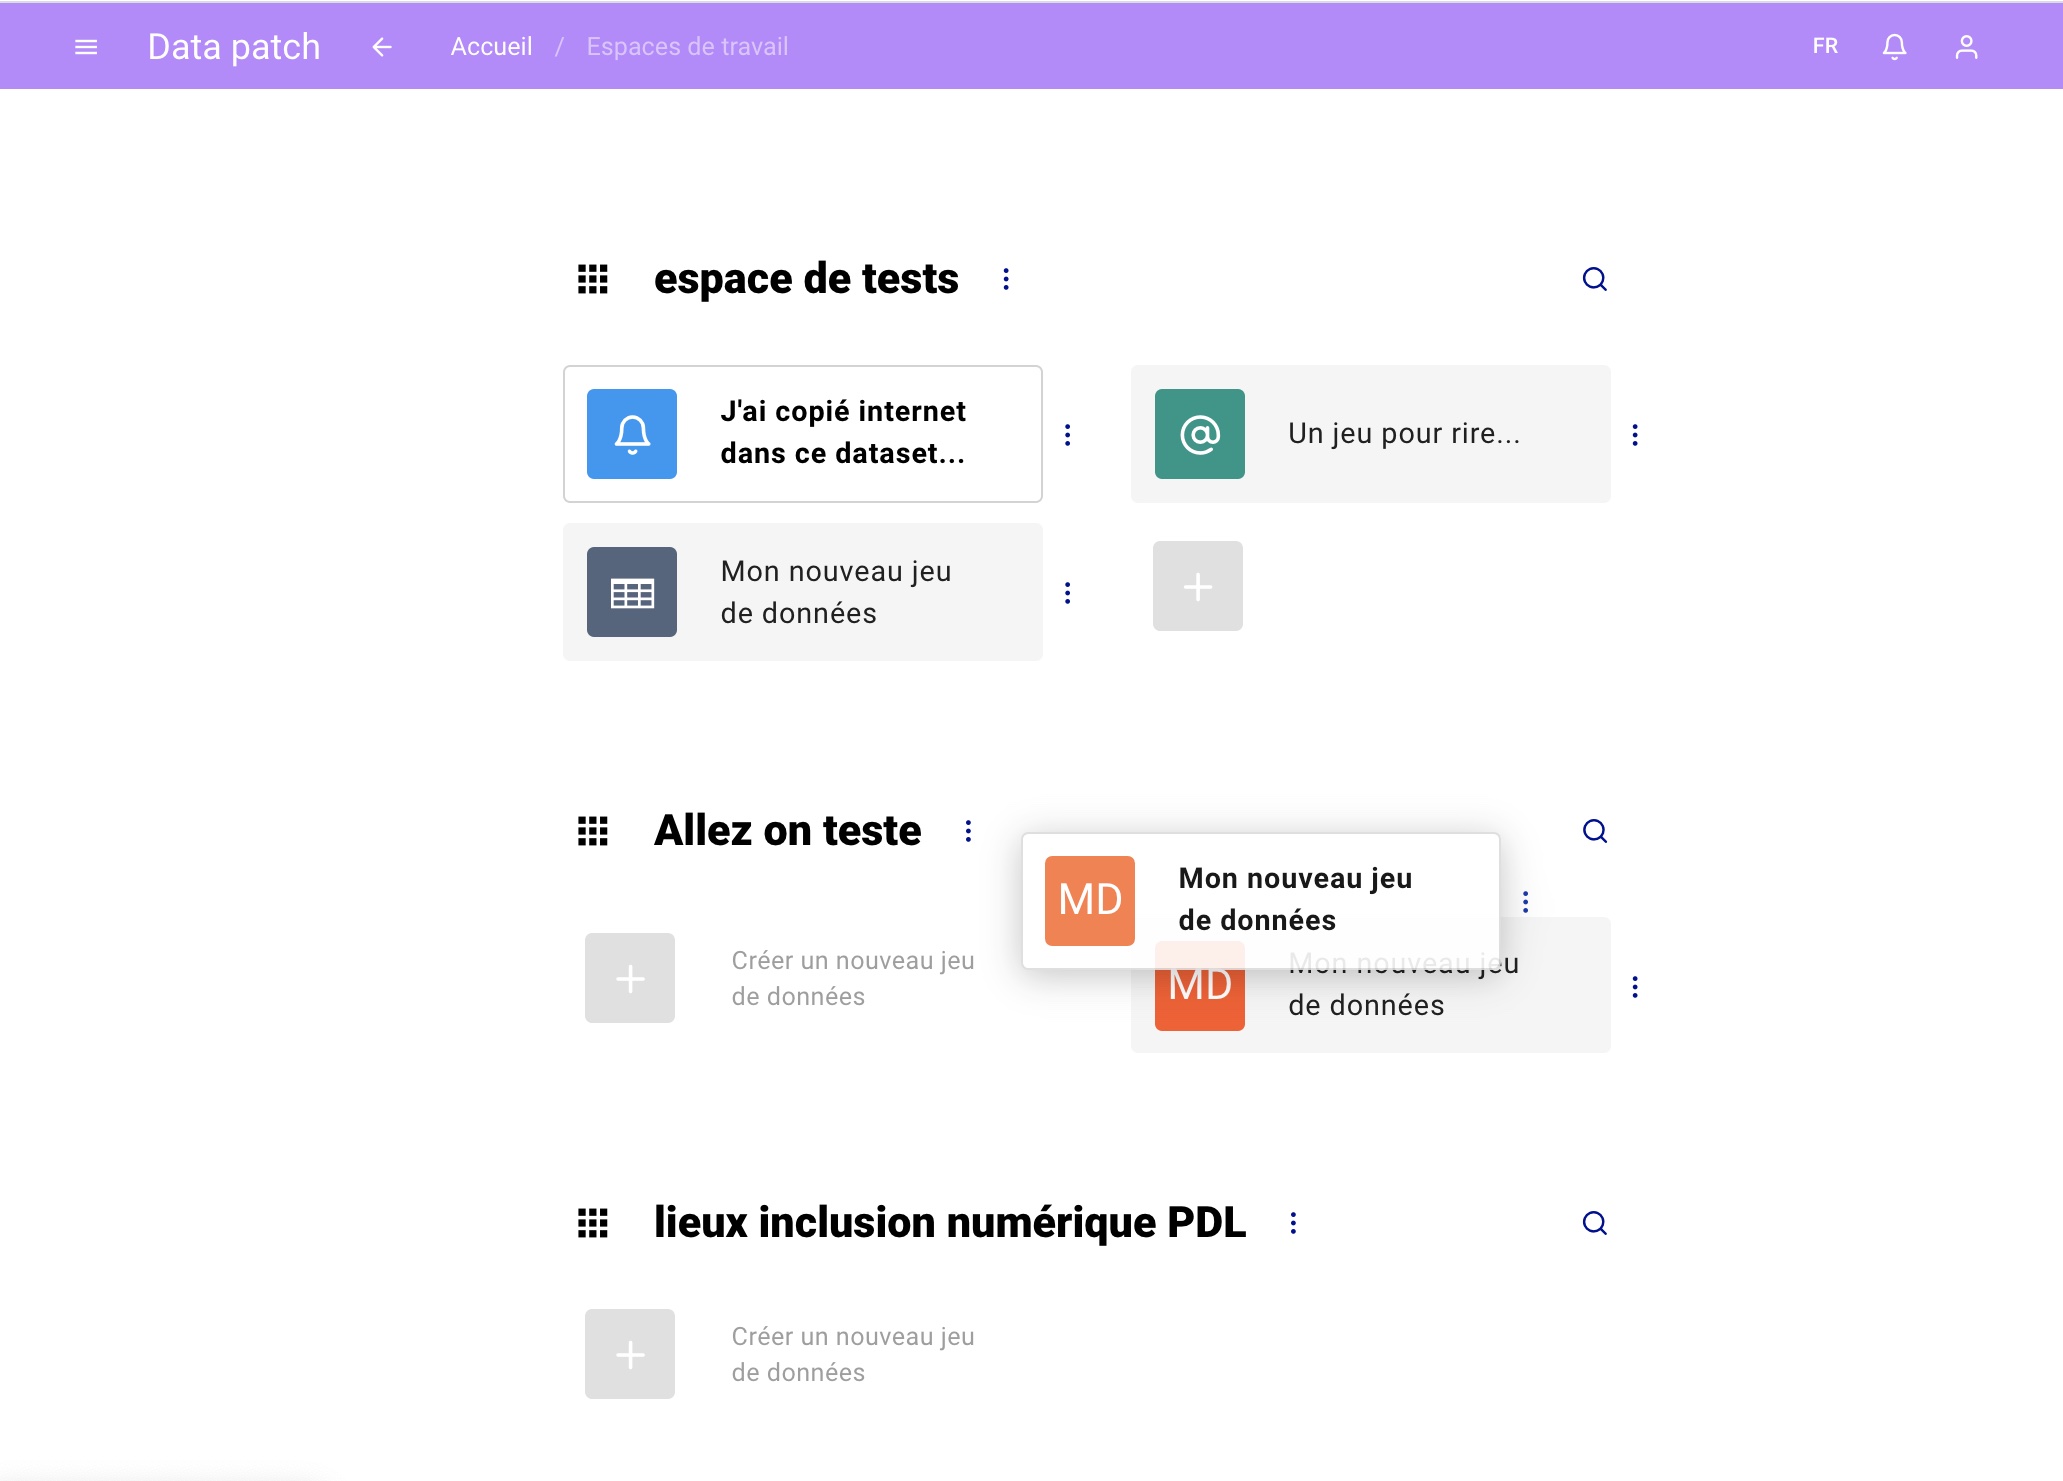 Data patch
Accueil / Espaces de travail
FR
espace de tests
J'ai copié internet
dans ce dataset...
@
Un jeu pour rire...
Mon nouveau jeu
de données
Allez on teste
MD
Mon nouveau jeu
de données
Créer un nouveau jeu
de données
MD
Mon nouveau jeu
de données
lieux inclusion numérique PDL
Créer un nouveau jeu
de données